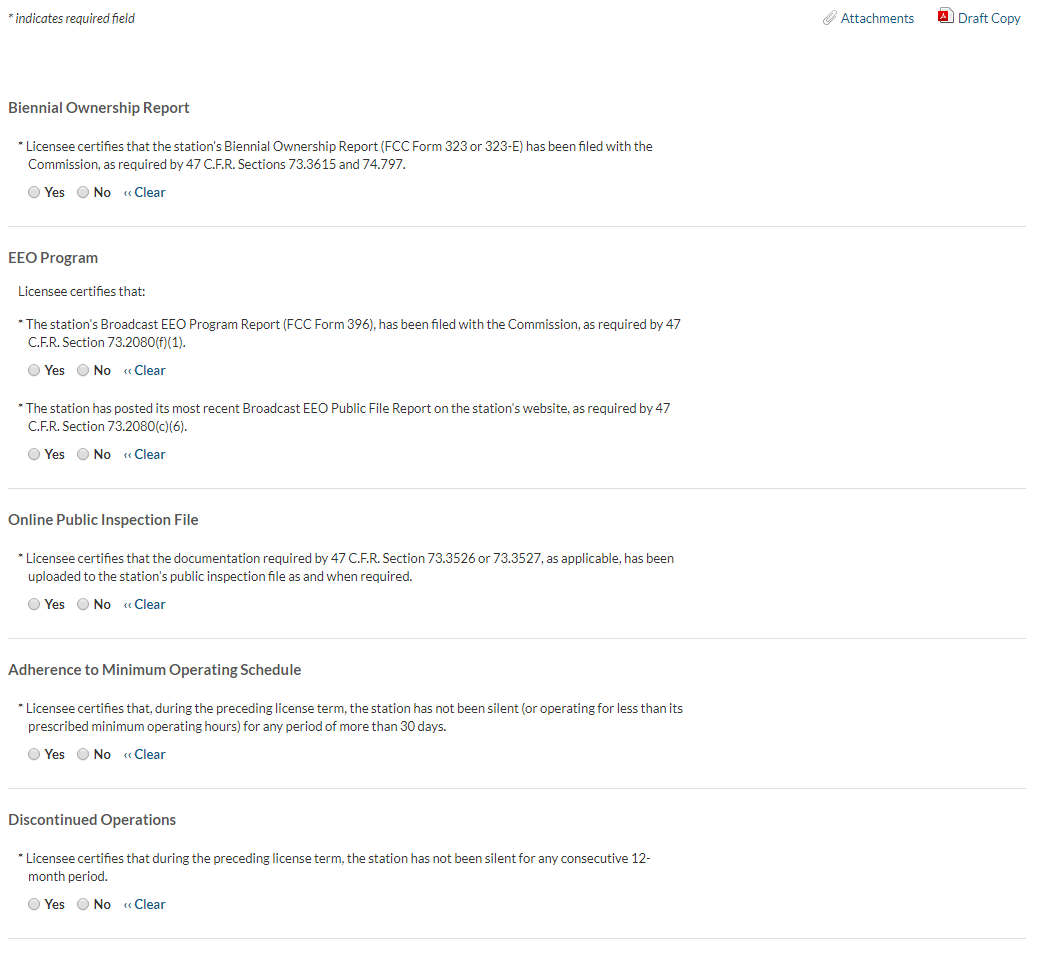 * indicates required field
Attachments
Draft Copy
Biennial Ownership Report
* Licensee certifies that the station's Biennial Ownership Report (FCC Form 323 or 323-E) has been filed with the
Commission, as required by 47 C.F.R. Sections 73.3615 and 74.797.
Yes No ‹‹ Clear
EEO Program
Licensee certifies that:
* The station's Broadcast EEO Program Report (FCC Form 396), has been filed with the Commission, as required by 47
C.F.R. Section 73.2080(f)(1).
Yes No ‹‹ Clear
* The station has posted its most recent Broadcast EEO Public File Report on the station's website, as required by 47
C.F.R. Section 73.2080(c)(6).
Yes No ‹‹ Clear
Online Public Inspection File
* Licensee certifies that the documentation required by 47 C.F.R. Section 73.3526 or 73.3527, as applicable, has been
uploaded to the station's public inspection file as and when required.
Yes No ‹‹ Clear
Adherence to Minimum Operating Schedule
* Licensee certifies that, during the preceding license term, the station has not been silent (or operating for less than its
prescribed minimum operating hours) for any period of more than 30 days.
Yes No ‹‹ Clear
Discontinued Operations
* Licensee certifies that during the preceding license term, the station has not been silent for any consecutive 12-
month period.
Yes No ‹‹ Clear